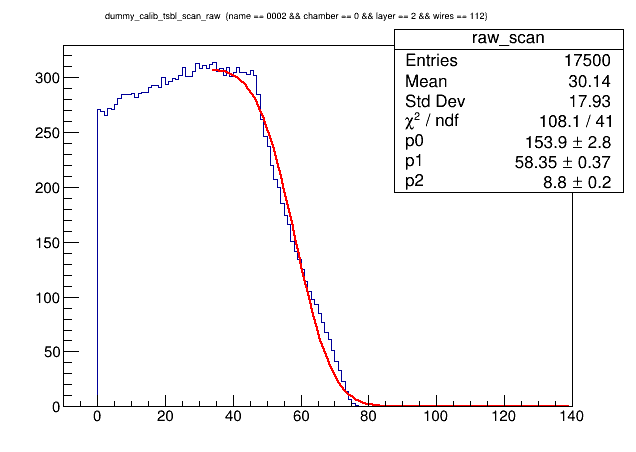 dummy_calib_tsbl_scan_raw (name == 0002 && chamber == 0 && layer == 2 && wires == 112)
raw_scan
Entries 17500
Mean 30.14
Std Dev 17.93
χ² / ndf 108.1 / 41
p0 153.9 ± 2.8
p1 58.35 ± 0.37
p2 8.8 ± 0.2
300
250
200
150
100
50
0
0 20 40 60 80 100 120 140